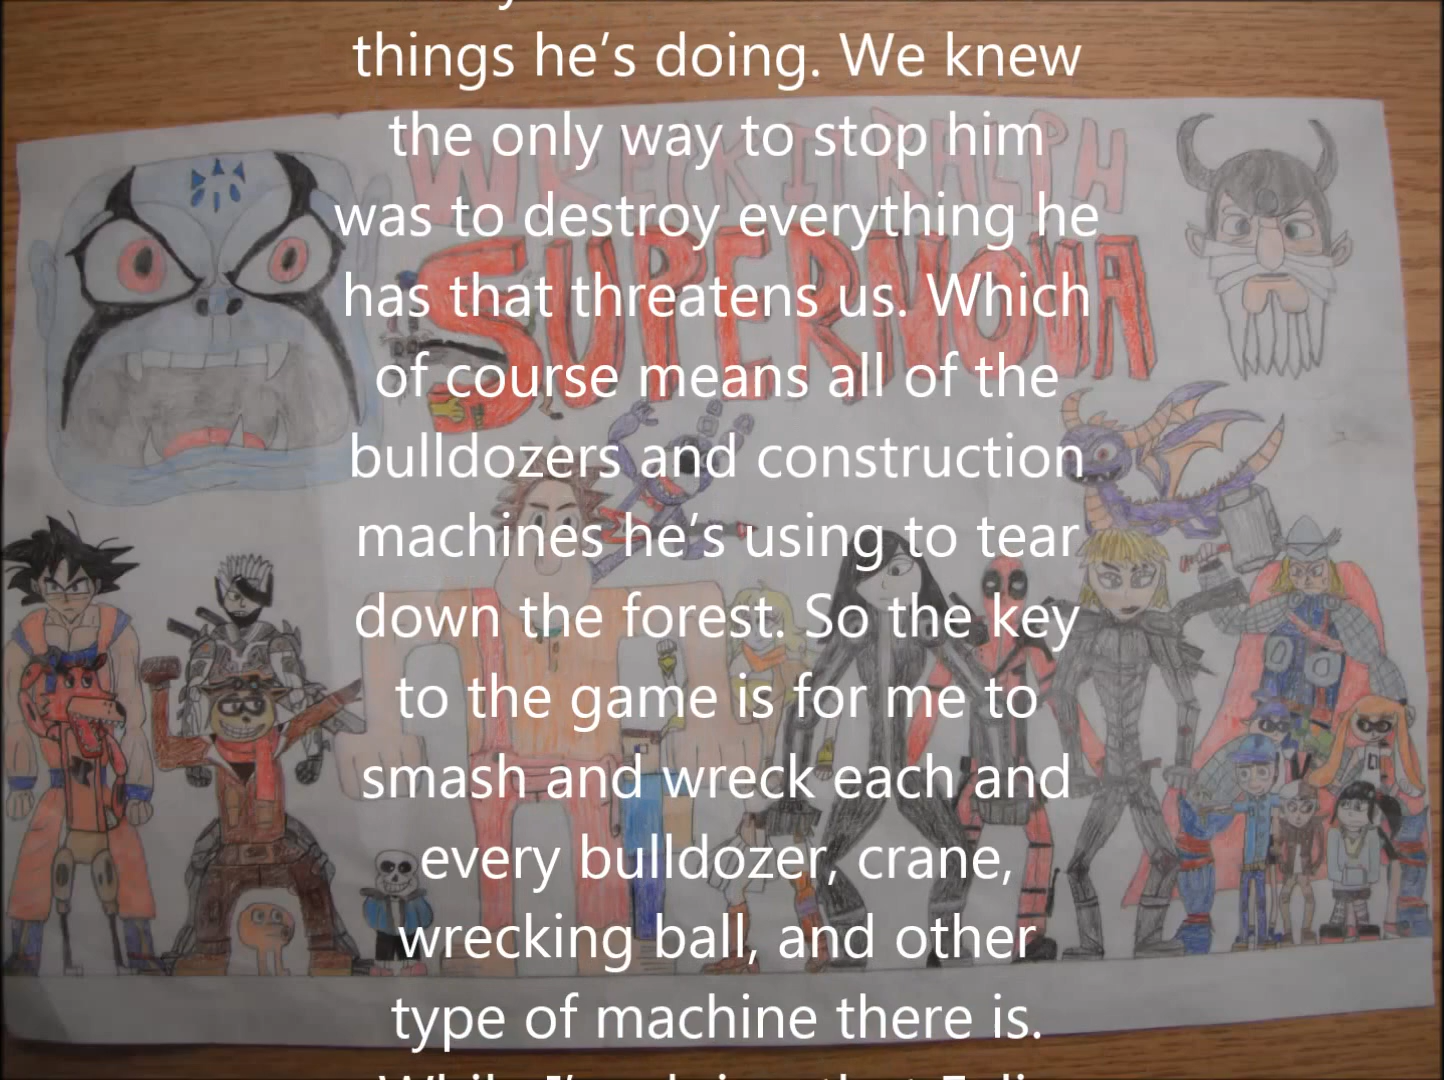 things he's doing. We knew
the only way to stop him
was to destroy everything he
has that threatens us. Which
of course means all of the
bulldozers and construction
machines he's using to tear
down the forest. So the key
to the game is for me to
smash and wreck each and
every bulldozer, crane,
wrecking ball, and other
type of machine there is.
WRECK IT RALPH
SUPERNOVA